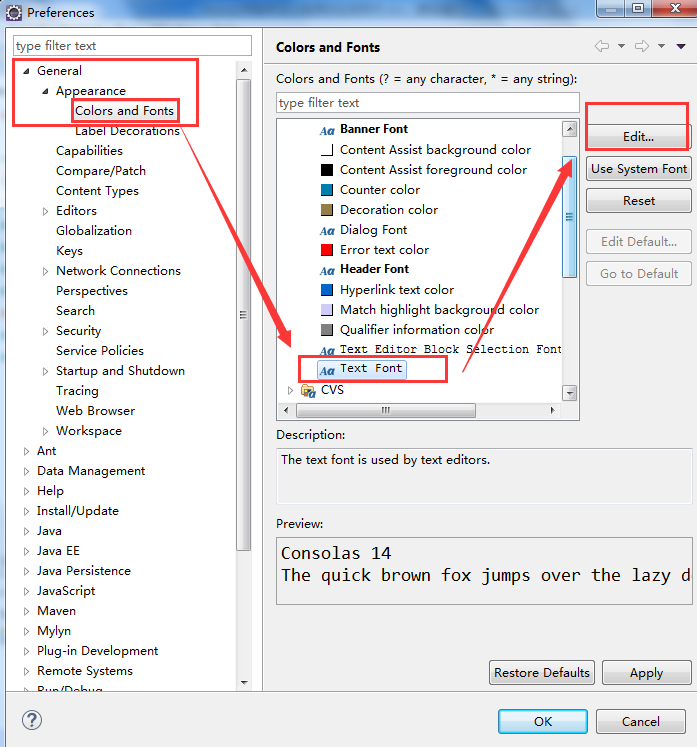 Preferences
type filter text
General
Appearance
Colors and Fonts
Label Decorations
Capabilities
Compare/Patch
Content Types
Editors
Globalization
Keys
Network Connections
Perspectives
Search
Security
Service Policies
Startup and Shutdown
Tracing
Web Browser
Workspace
Ant
Data Management
Help
Install/Update
Java
Java EE
Java Persistence
JavaScript
Maven
Mylyn
Plug-in Development
Remote Systems
Run/Debug
Colors and Fonts
Colors and Fonts (? = any character, * = any string):
type filter text
Aa Banner Font
Content Assist background color
Content Assist foreground color
Counter color
Decoration color
Aa Dialog Font
Error text color
Aa Header Font
Hyperlink text color
Match highlight background color
Qualifier information color
Aa Text Editor Block Selection Font
Aa Text Font
CVS
Edit...
Use System Font
Reset
Edit Default...
Go to Default
Description:
The text font is used by text editors.
Preview:
Consolas 14
The quick brown fox jumps over the lazy d
Restore Defaults
Apply
?
OK
Cancel